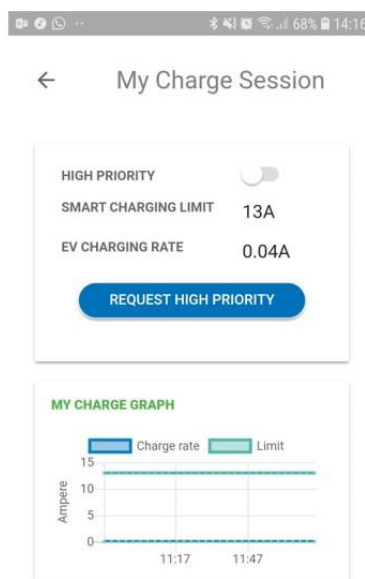 68% 14:16
My Charge Session
HIGH PRIORITY
SMART CHARGING LIMIT 13A
EV CHARGING RATE 0.04A
REQUEST HIGH PRIORITY
MY CHARGE GRAPH
Charge rate Limit
15
10
5
0
Ampere
11:17 11:47